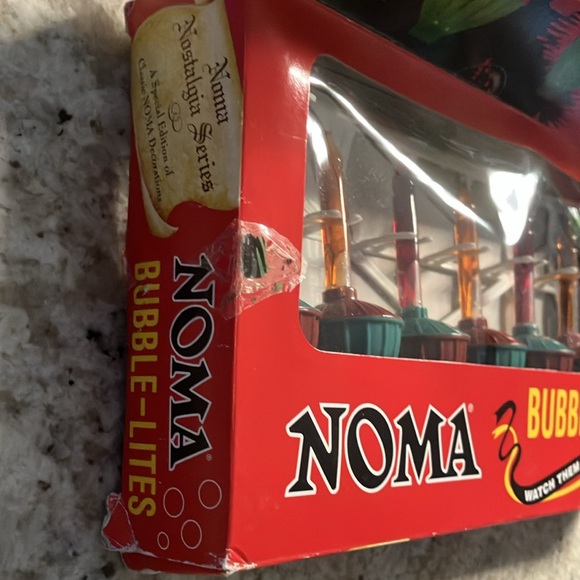 Noma
Nostalgia Series
A Special Edition of
Classic NOMA Decorations
NOMA®
BUBBLE-LITES
NOMA®
BUBB
WATCH THEM